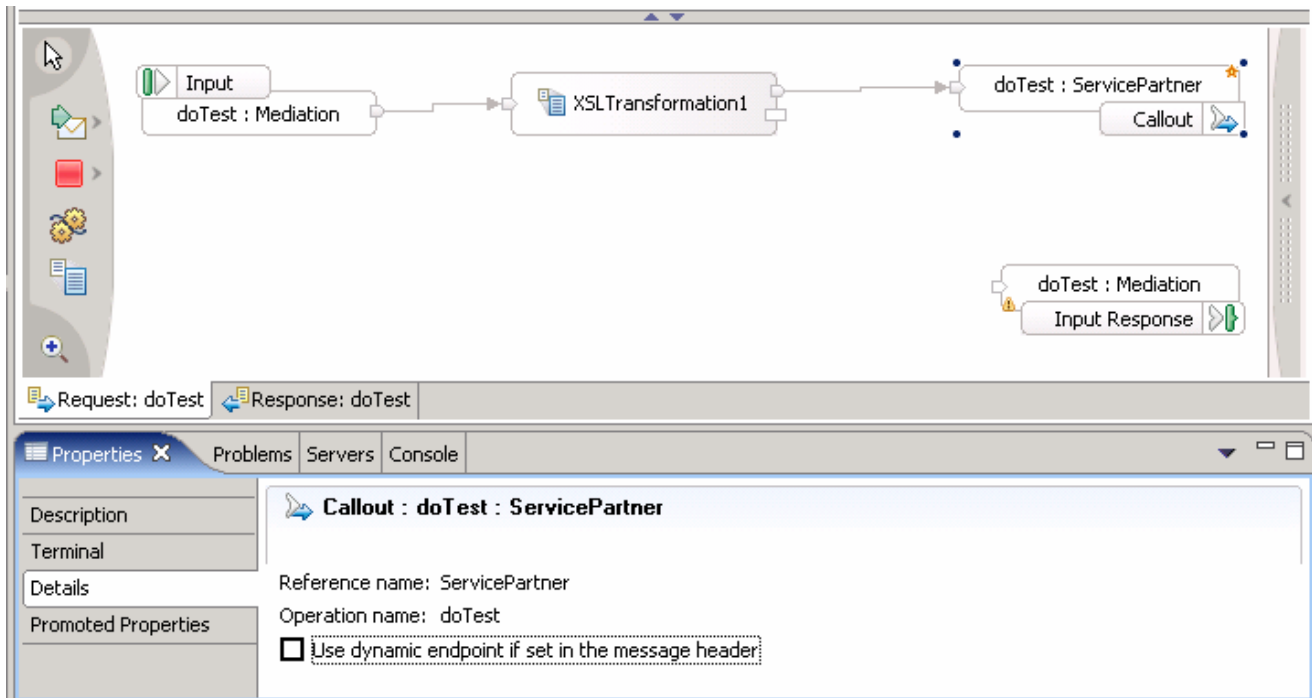 Input
doTest : Mediation
XSLTransformation1
doTest : ServicePartner
Callout
doTest : Mediation
Input Response
Request: doTest Response: doTest
Properties Problems Servers Console
Description
Terminal
Details
Promoted Properties
Callout : doTest : ServicePartner
Reference name: ServicePartner
Operation name: doTest
Use dynamic endpoint if set in the message header